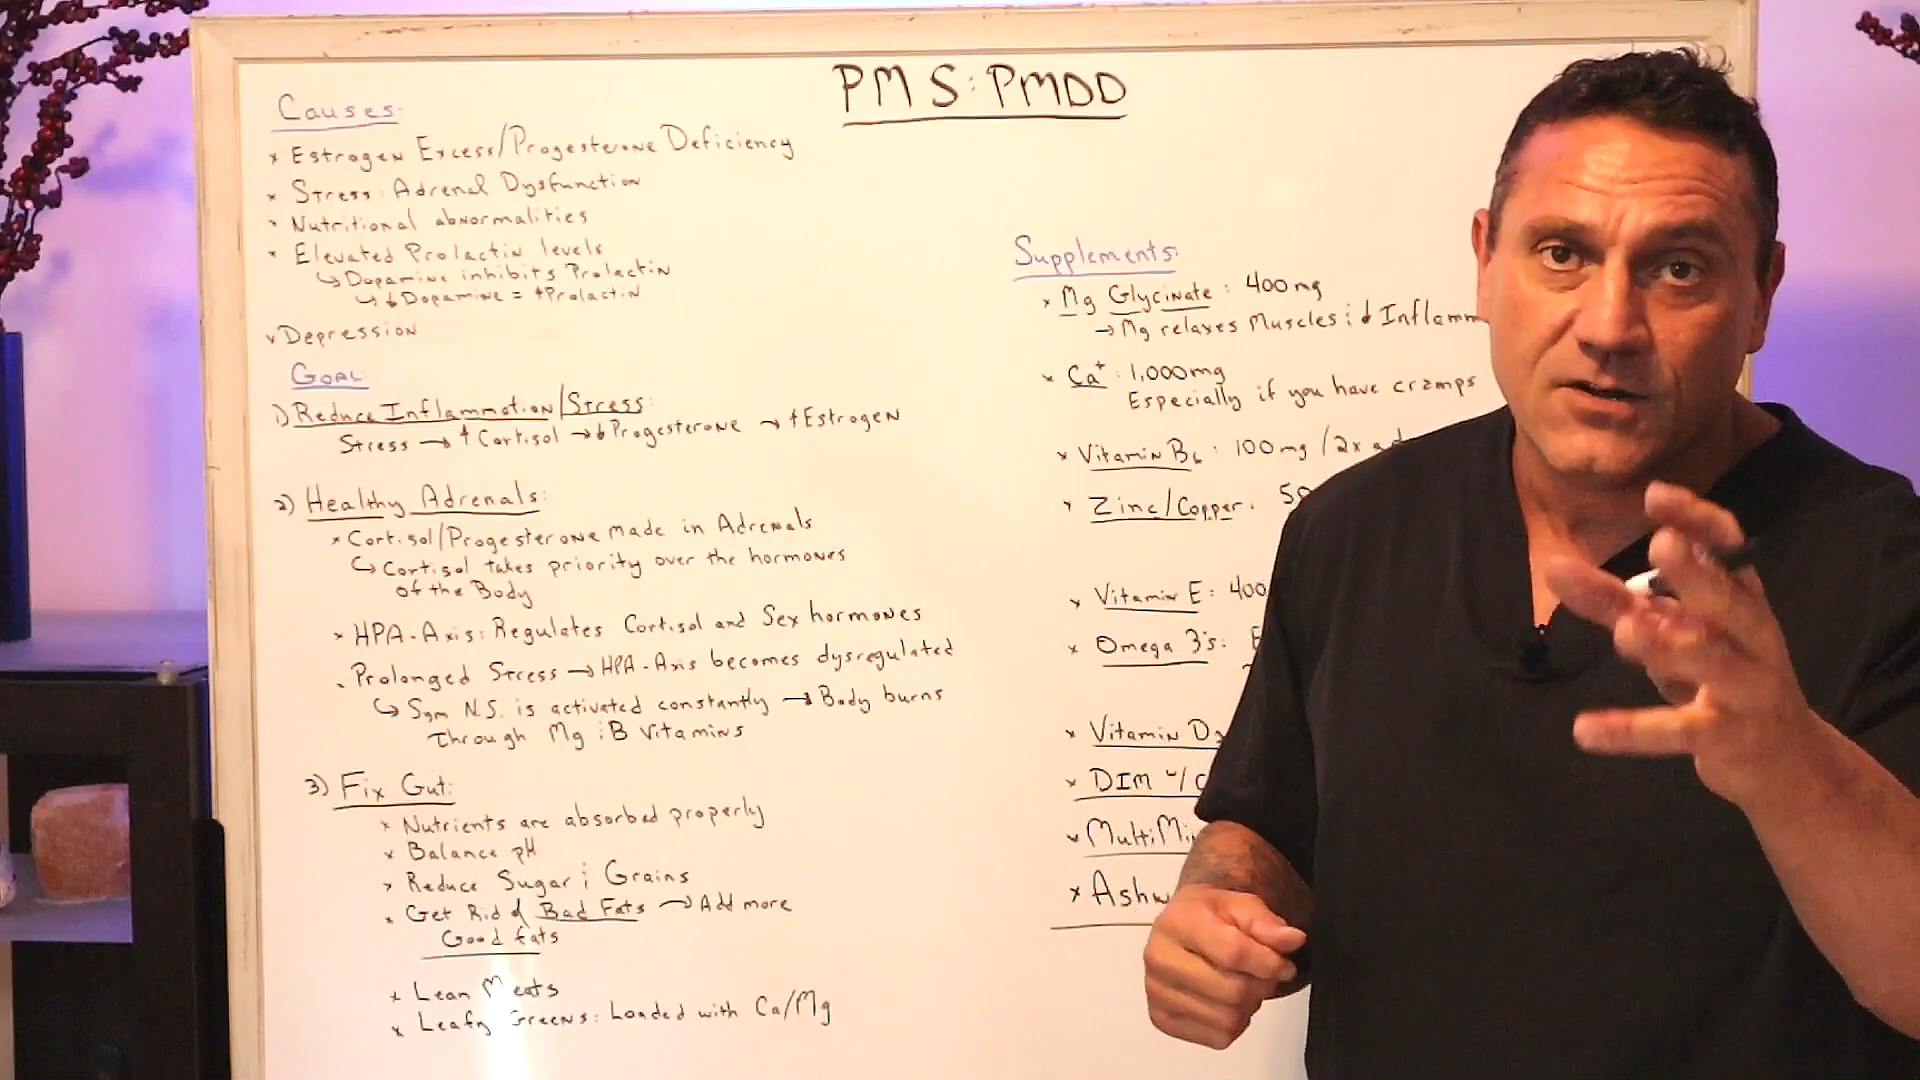 PMS: PMDD
Causes:
* Estrogen Excess/Progesterone Deficiency
* Stress: Adrenal Dysfunction
* Nutritional abnormalities
* Elevated Prolactin levels
↳ Dopamine inhibits Prolactin
↳ ↓Dopamine = ↑Prolactin
* Depression
Goal
1) Reduce Inflammation/Stress:
Stress → ↑Cortisol → ↓Progesterone → ↑Estrogen
2) Healthy Adrenals:
* Cortisol/Progesterone made in Adrenals
↳ Cortisol takes priority over the hormones
of the Body
* HPA-Axis: Regulates Cortisol and Sex hormones
* Prolonged Stress → HPA-Axis becomes dysregulated
↳ Sym N.S. is activated constantly → Body burns
through Mg & B Vitamins
3) Fix Gut:
* Nutrients are absorbed properly
* Balance pH
* Reduce Sugar & Grains
* Get Rid of Bad Fats → Add more
Good fats
* Lean Meats
* Leafy Greens: Loaded with Ca/Mg
Supplements:
* Mg Glycinate: 400mg
→ Mg relaxes Muscles & ↓ Inflamm
* Ca+: 1,000mg
Especially if you have cramps
* Vitamin B6: 100mg/2x a d
* Zinc/Copper: 50
* Vitamin E: 400
* Omega 3's: E
* Vitamin D3
* DIM w/ C
* MultiMin
* Ashw